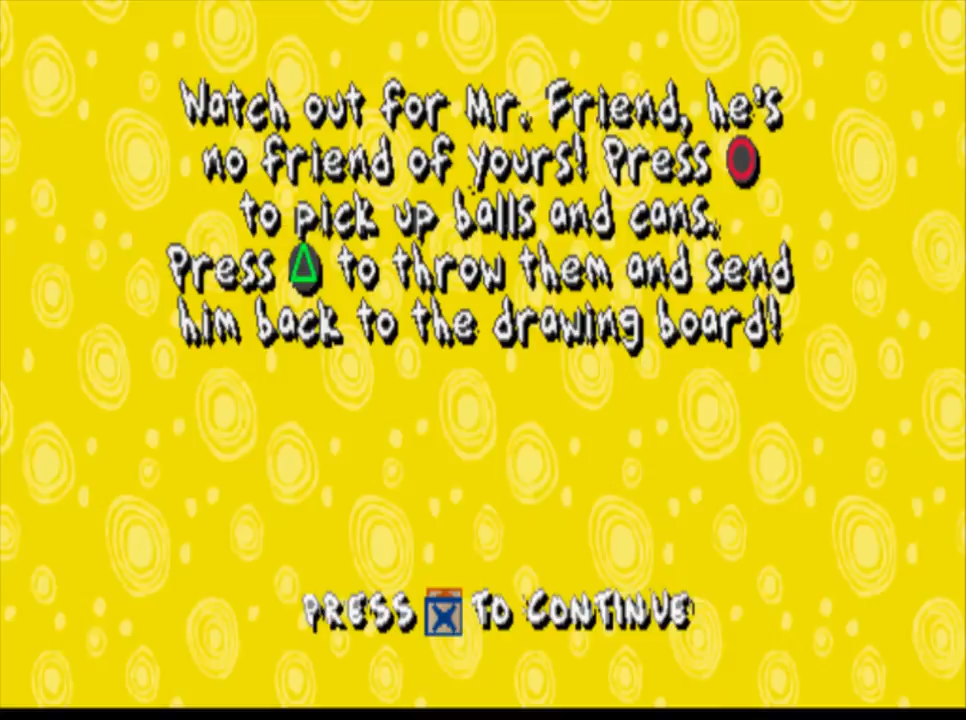 Watch out for Mr. Friend, he's
no friend of yours! Press
to pick up balls and cans.
Press to throw them and send
him back to the drawing board!
PRESS TO CONTINUE